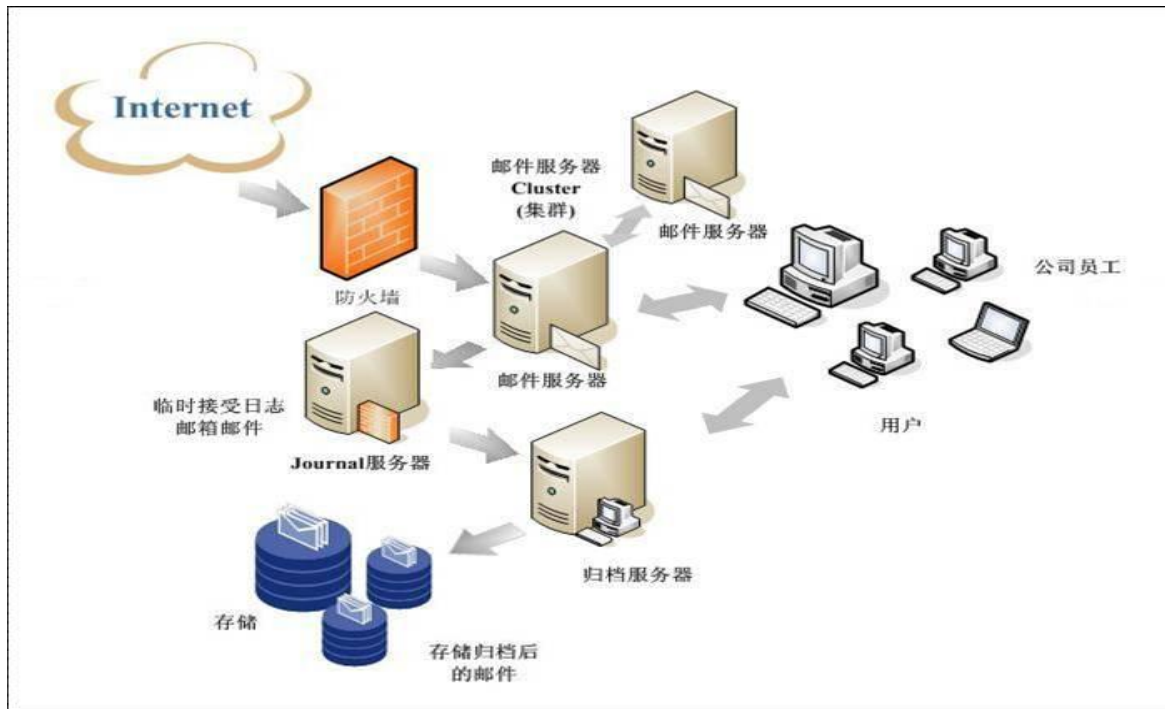 Internet
邮件服务器
Cluster
(集群)
邮件服务器
公司员工
防火墙
邮件服务器
临时接受日志
邮箱邮件
用户
Journal服务器
归档服务器
存储
存储归档后
的邮件